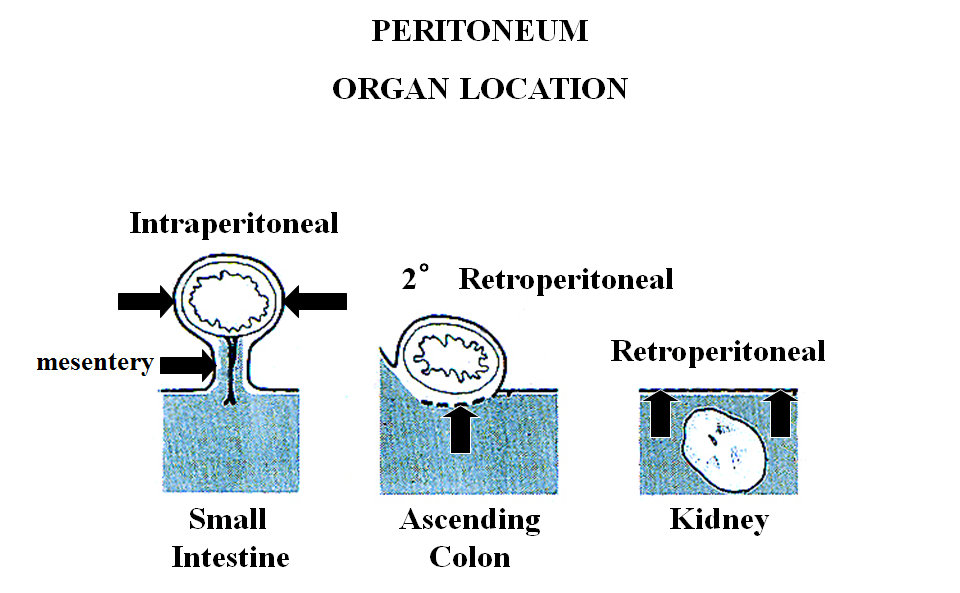 PERITONEUM
ORGAN LOCATION
Intraperitoneal
2° Retroperitoneal
Retroperitoneal
mesentery
Small
Intestine
Ascending
Colon
Kidney